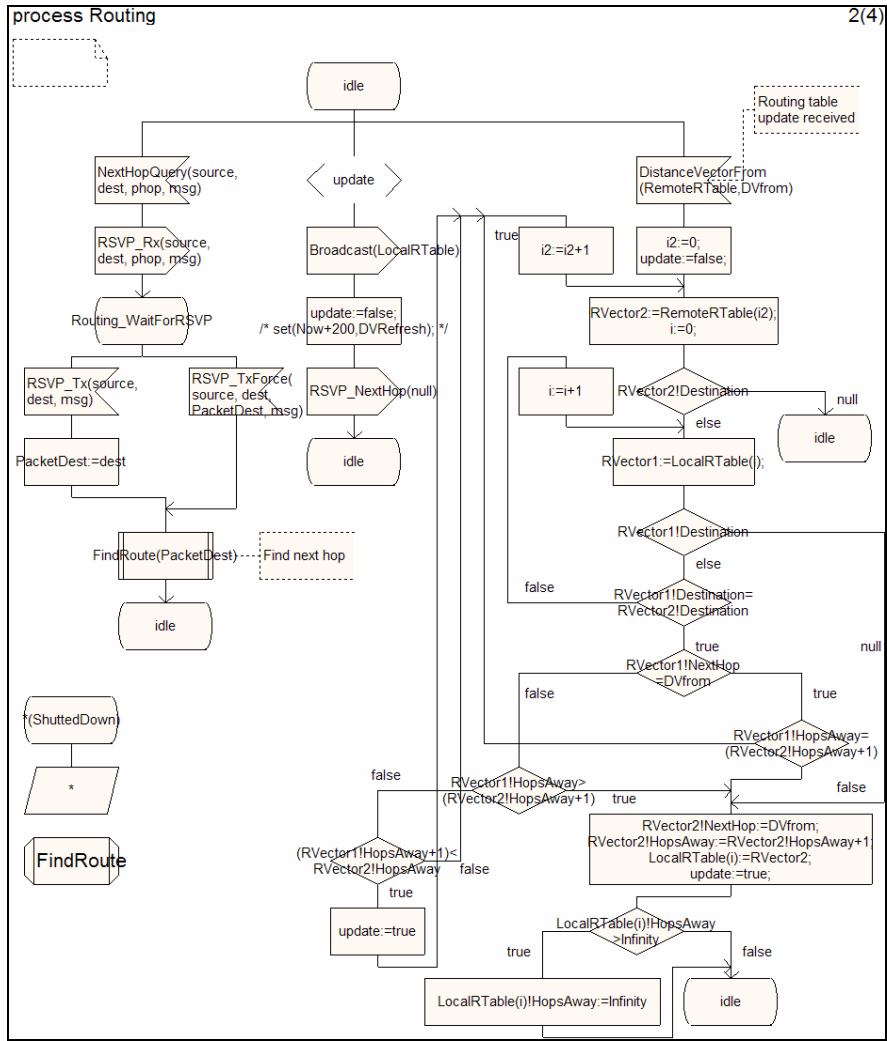 process Routing
2(4)
idle
Routing table
update received
NextHopQuery(source,
dest, phop, msg)
update
DistanceVectorFrom
(RemoteRTable,DVfrom)
RSVP_Rx(source,
dest, phop, msg)
Broadcast(LocalRTable)
true
i2:=i2+1
i2:=0;
update:=false;
Routing_WaitForRSVP
update:=false;
/* set(Now+200,DVRefresh); */
RVector2:=RemoteRTable(i2);
i:=0;
RSVP_Tx(source,
dest, msg)
RSVP_TxForce(
source, dest,
PacketDest, msg)
RSVP_NextHop(null)
i:=i+1
RVector2!Destination
null
else
idle
idle
PacketDest:=dest
RVector1:=LocalRTable(i);
FindRoute(PacketDest)
Find next hop
RVector1!Destination
else
false
RVector1!Destination=
RVector2!Destination
idle
true
null
RVector1!NextHop
=DVfrom
false
true
*(ShuttedDown)
RVector1!HopsAway=
(RVector2!HopsAway+1)
*
false
RVector1!HopsAway>
(RVector2!HopsAway+1)
true
false
FindRoute
(RVector1!HopsAway+1)<
RVector2!HopsAway
false
RVector2!NextHop:=DVfrom;
RVector2!HopsAway:=RVector2!HopsAway+1;
LocalRTable(i):=RVector2;
update:=true;
true
update:=true
LocalRTable(i)!HopsAway
>Infinity
true
false
LocalRTable(i)!HopsAway:=Infinity
idle